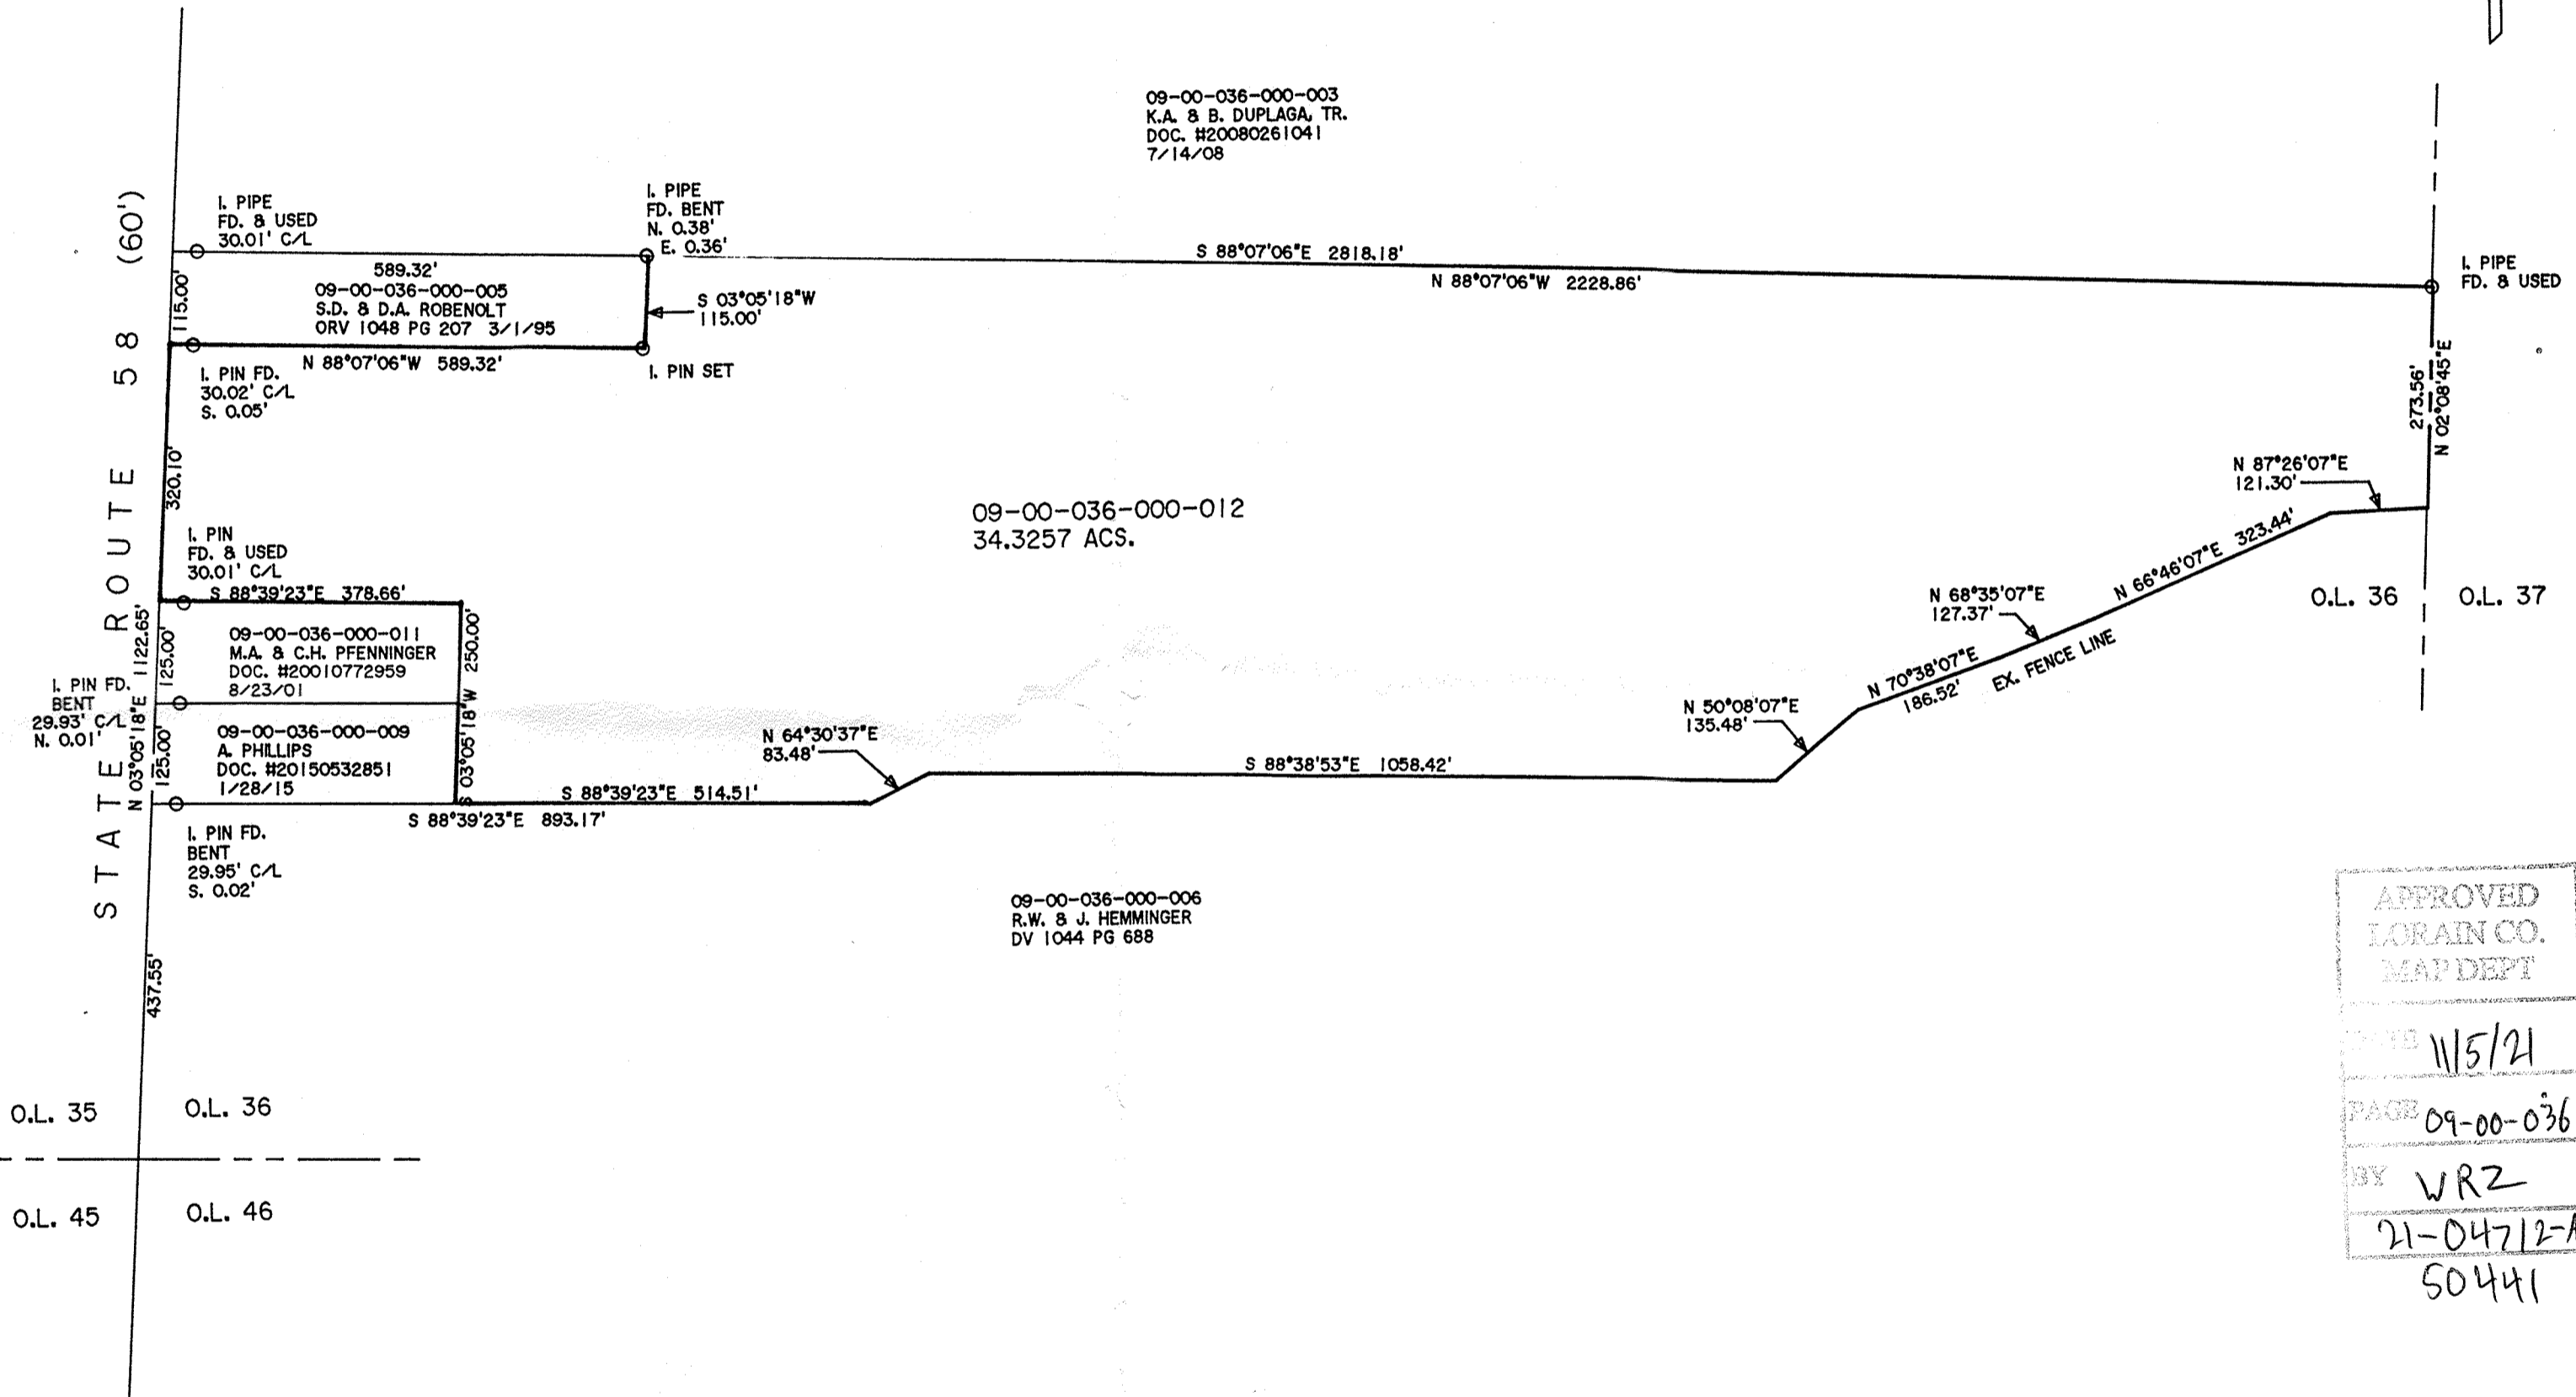 09-00-036-000-003
K.A. & B. DUPLAGA, TR.
DOC. #20080261041
7/14/08
I. PIPE
FD. & USED
30.01' C/L
I. PIPE
FD. BENT
N. 0.38'
E. 0.36'
S 88°07'06"E 2818.18'
N 88°07'06"W 2228.86'
I. PIPE
FD. & USED
115.00'
589.32'
09-00-036-000-005
S.D. & D.A. ROBENOLT
ORV 1048 PG 207 3/1/95
S 03°05'18"W
115.00'
N 88°07'06"W 589.32'
I. PIN SET
I. PIN FD.
30.02' C/L
S. 0.05'
273.56'
N 02°08'45"E
STATE ROUTE 58 (60')
320.10'
09-00-036-000-012
34.3257 ACS.
N 87°26'07"E
121.30'
N 66°46'07"E 323.44'
I. PIN
FD. & USED
30.01' C/L
S 88°39'23"E 378.66'
N 68°35'07"E
127.37'
O.L. 36
O.L. 37
N 03°05'18"E 1122.65'
125.00'
09-00-036-000-011
M.A. & C.H. PFENNINGER
DOC. #20010772959
8/23/01
S 03°05'18"W 250.00'
N 70°38'07"E
186.52'
EX. FENCE LINE
I. PIN FD.
BENT
29.93' C/L
N. 0.01'
125.00'
09-00-036-000-009
A. PHILLIPS
DOC. #20150532851
1/28/15
N 64°30'37"E
83.48'
N 50°08'07"E
135.48'
S 88°38'53"E 1058.42'
S 88°39'23"E 514.51'
S 88°39'23"E 893.17'
I. PIN FD.
BENT
29.95' C/L
S. 0.02'
09-00-036-000-006
R.W. & J. HEMMINGER
DV 1044 PG 688
437.55'
O.L. 35
O.L. 36
O.L. 45
O.L. 46
APPROVED
LORAIN CO.
MAP DEPT
DATE 11/5/21
PAGE 09-00-036
BY WRZ
21-04712-A
50441